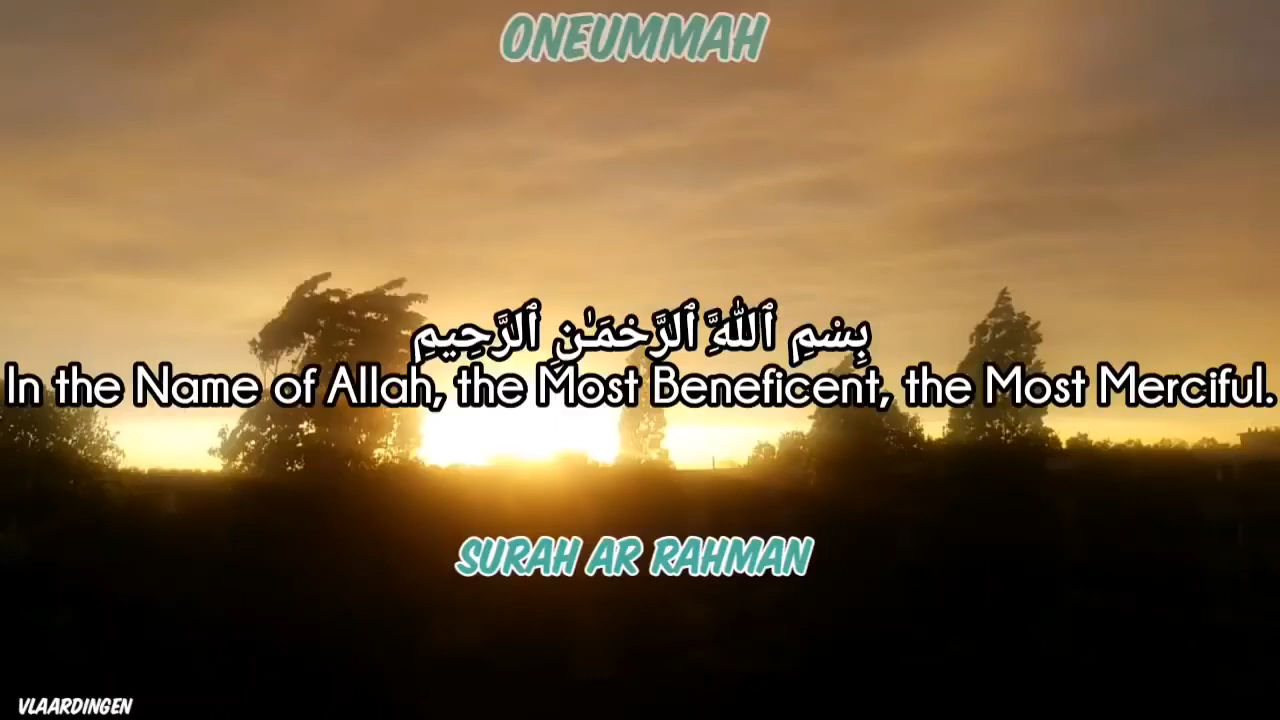 ONEUMMAH
بِسْمِ ٱللَّهِ ٱلرَّحْمَـٰنِ ٱلرَّحِيمِ
In the Name of Allah, the Most Beneficent, the Most Merciful.
SURAH AR RAHMAN
VLAARDINGEN